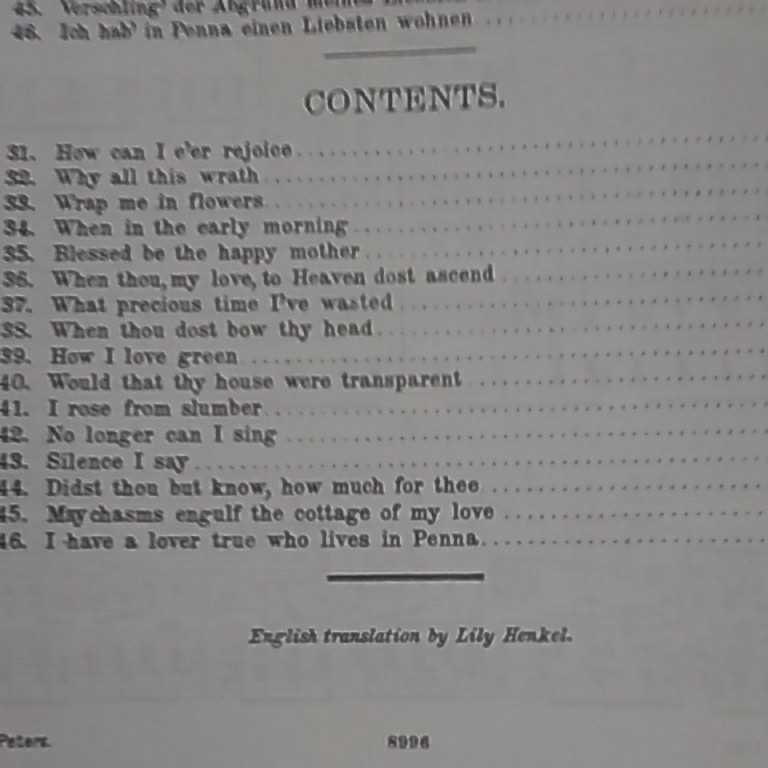 45. Verschling' der Abgrund meines Liebsten
46. Ich hab' in Penna einen Liebsten wohnen
CONTENTS.
31. How can I e'er rejoice
32. Why all this wrath
33. Wrap me in flowers
34. When in the early morning
35. Blessed be the happy mother
36. When thou, my love, to Heaven dost ascend
37. What precious time I've wasted
38. When thou dost bow thy head
39. How I love green
40. Would that thy house were transparent
41. I rose from slumber
42. No longer can I sing
43. Silence I say
44. Didst thou but know, how much for thee
45. May chasms engulf the cottage of my love
46. I have a lover true who lives in Penna
English translation by Lily Henkel.
Peters. 8996